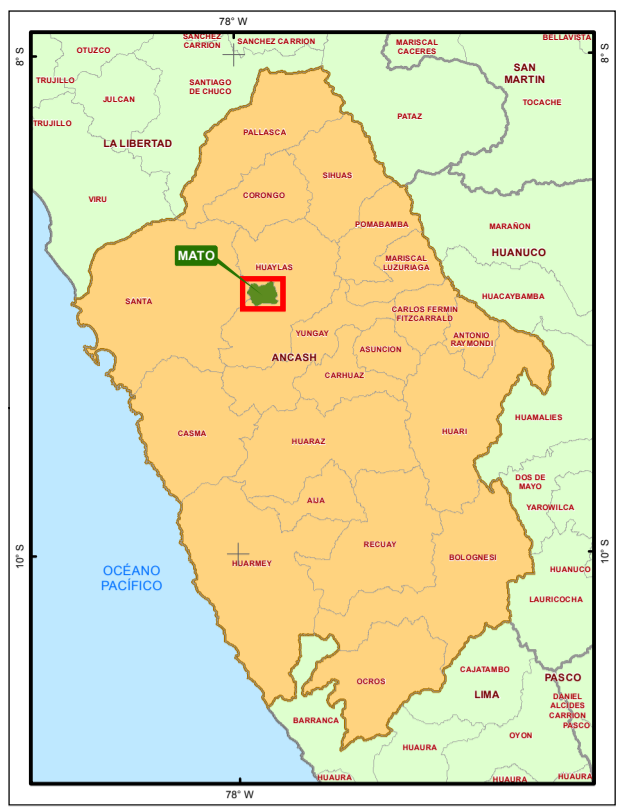 78° W
8° S
8° S
OTUZCO
SANCHEZ
CARRION
SANCHEZ CARRION
MARISCAL
CACERES
BELLAVISTA
SAN
MARTIN
TRUJILLO
JULCAN
SANTIAGO
DE CHUCO
PATAZ
TOCACHE
TRUJILLO
LA LIBERTAD
PALLASCA
SIHUAS
VIRU
CORONGO
POMABAMBA
MARAÑON
HUANUCO
MATO
HUAYLAS
MARISCAL
LUZURIAGA
SANTA
HUACAYBAMBA
CARLOS FERMIN
FITZCARRALD
YUNGAY
ANTONIO
RAYMONDI
ANCASH
ASUNCION
CARHUAZ
HUAMALIES
CASMA
HUARAZ
HUARI
DOS DE
MAYO
AIJA
YAROWILCA
10° S
10° S
RECUAY
HUARMEY
BOLOGNESI
OCÉANO
PACÍFICO
HUANUCO
LAURICOCHA
CAJATAMBO
OCROS
LIMA
PASCO
DANIEL
ALCIDES
CARRION
PASCO
BARRANCA
OYON
HUAURA
HUAURA
HUAURA
HUAURA
78° W